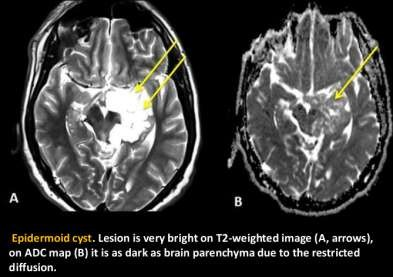 A
B
Epidermoid cyst. Lesion is very bright on T2-weighted image (A, arrows),
on ADC map (B) it is as dark as brain parenchyma due to the restricted
diffusion.